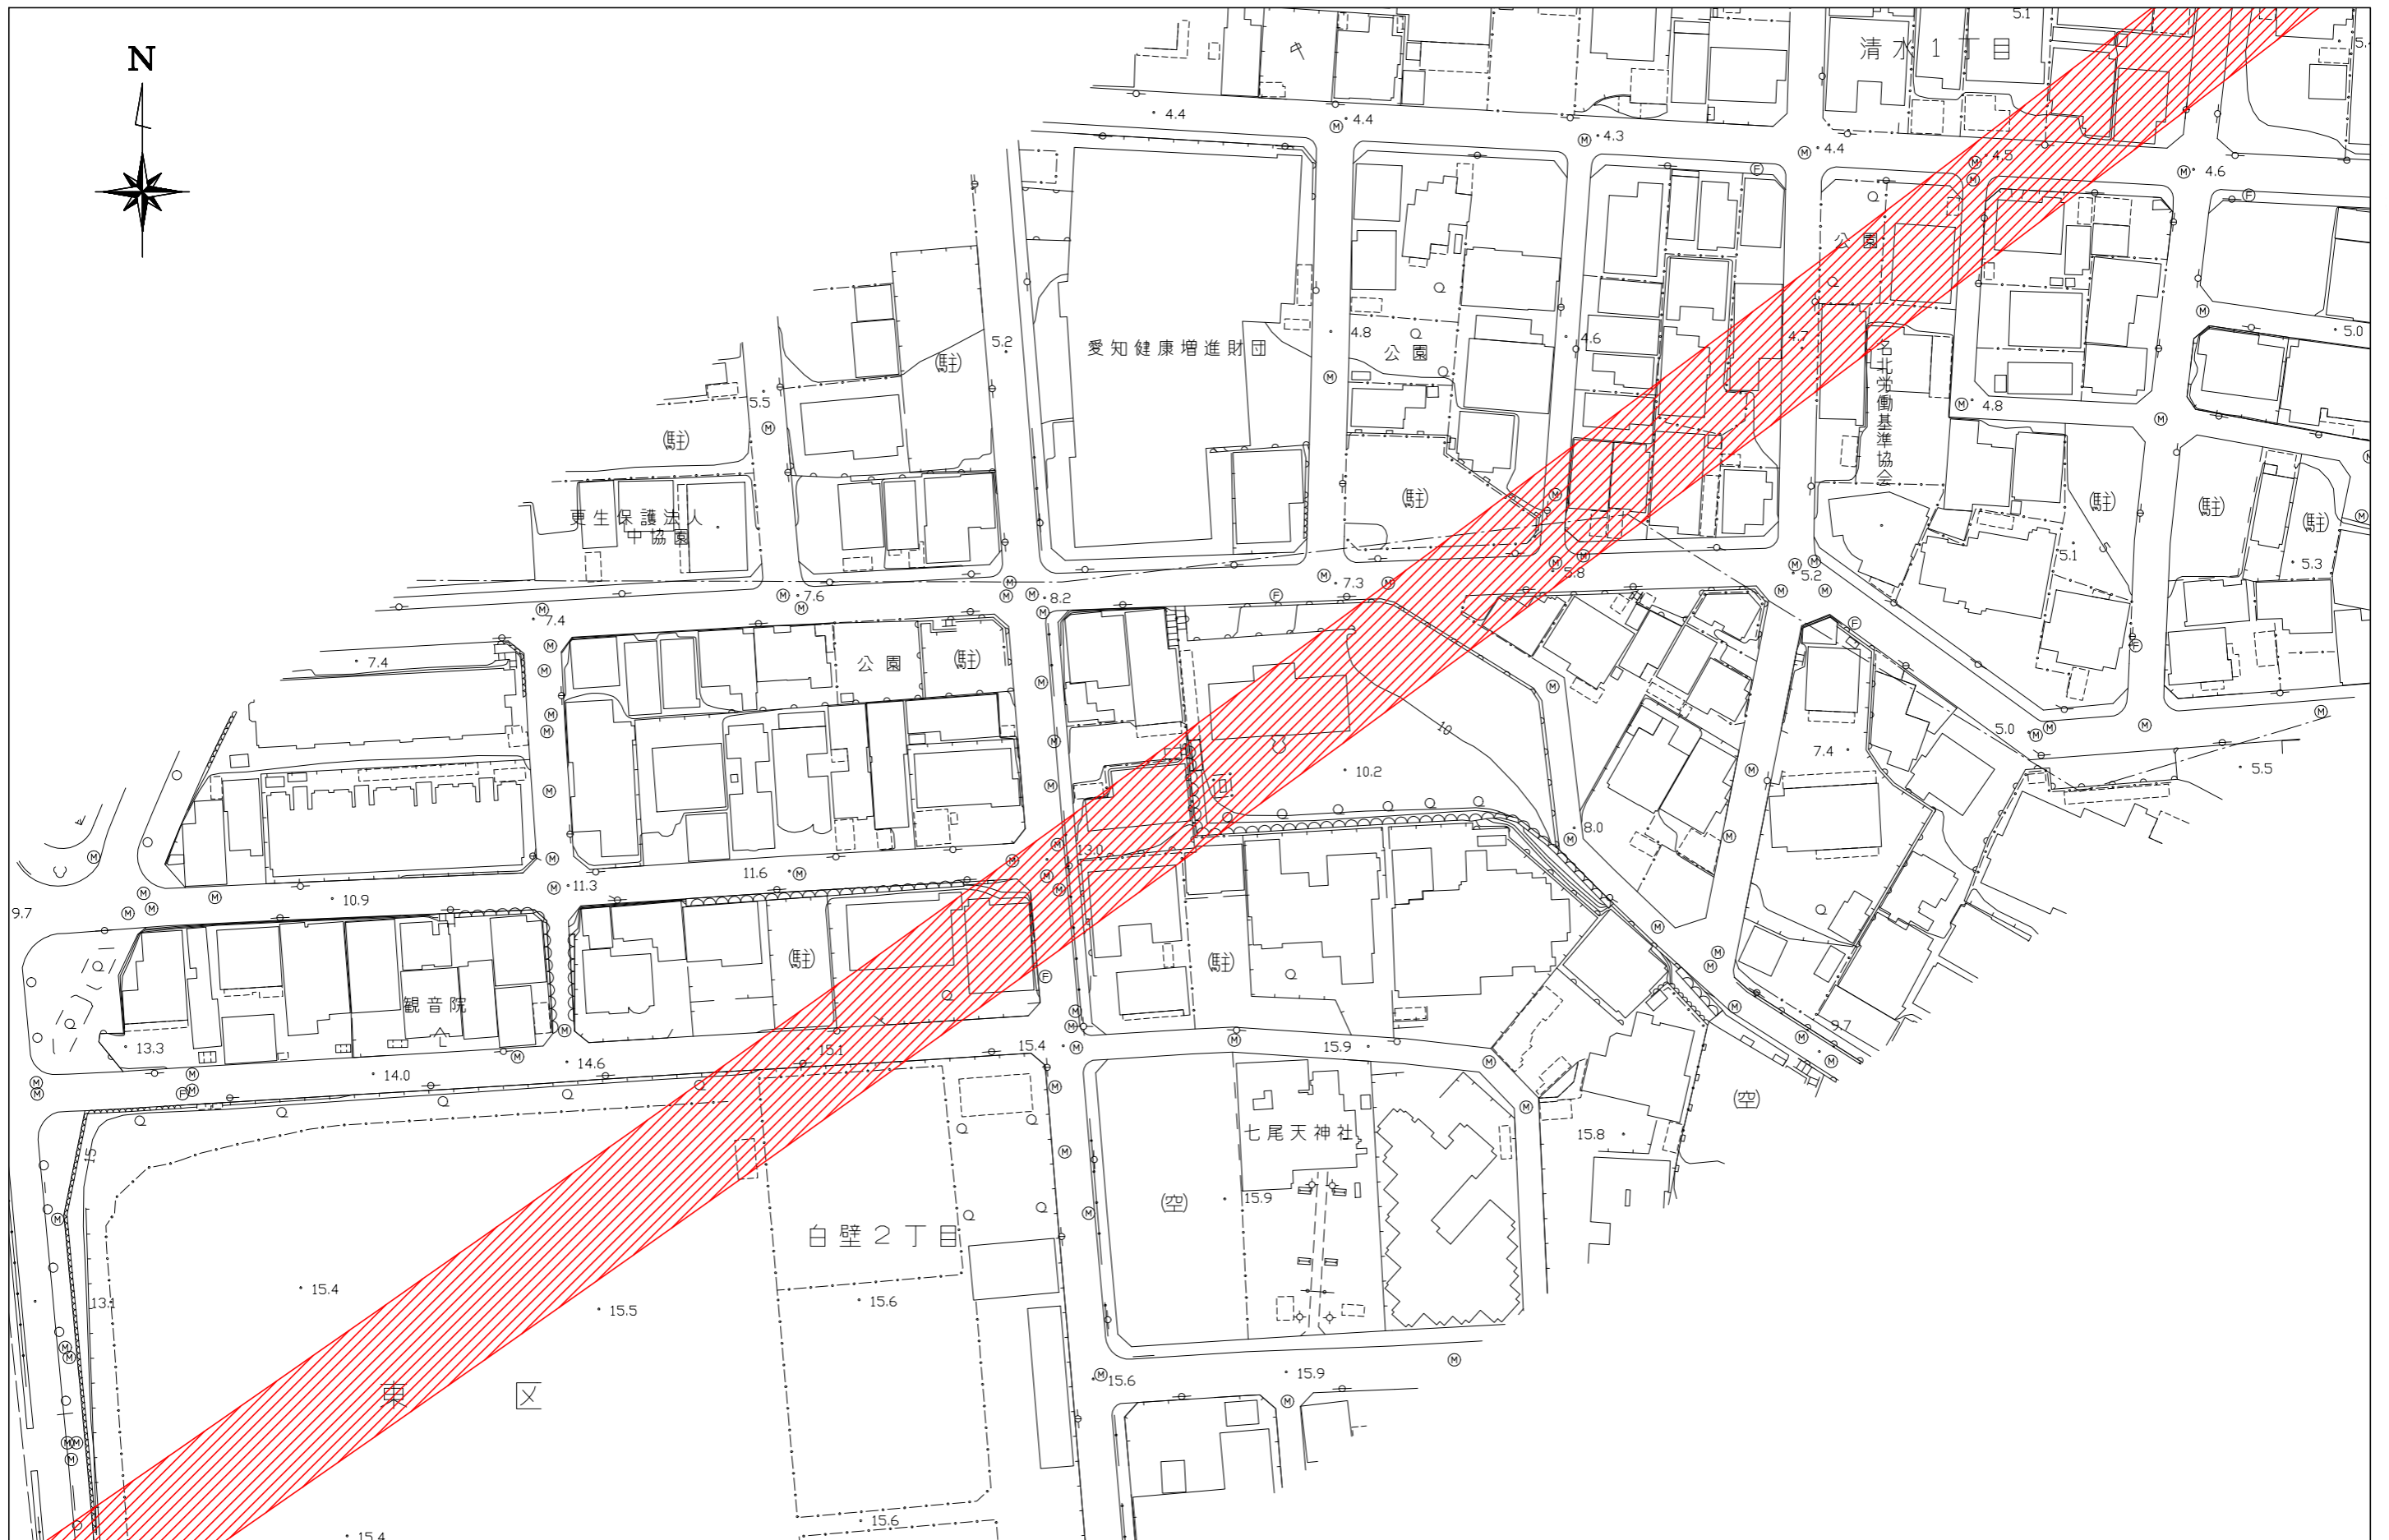 N
5.1
清水1丁目
5.4
4.4
4.4
4.3
4.4
4.5
4.6
公園
5.2
愛知健康増進財団
4.8
公園
4.6
4.7
5.0
(駐)
名北労働基準協会
5.5
4.8
(駐)
(駐)
(駐)
(駐)
(駐)
更生保護法人
中協園
5.1
5
5.3
7.6
8.2
7.3
5.8
5.2
7.4
7.4
公園
(駐)
10
5.0
7.4
10.2
5.5
8.0
13.0
11.6
11.3
10.9
9.7
(駐)
(駐)
観音院
13.3
15.1
15.4
15.9
9.7
14.6
14.0
(空)
七尾天神社
15.8
15
(空)
15.9
白壁2丁目
15.4
13.1
15.5
15.6
東区
15.6
15.9
15.6
15.4